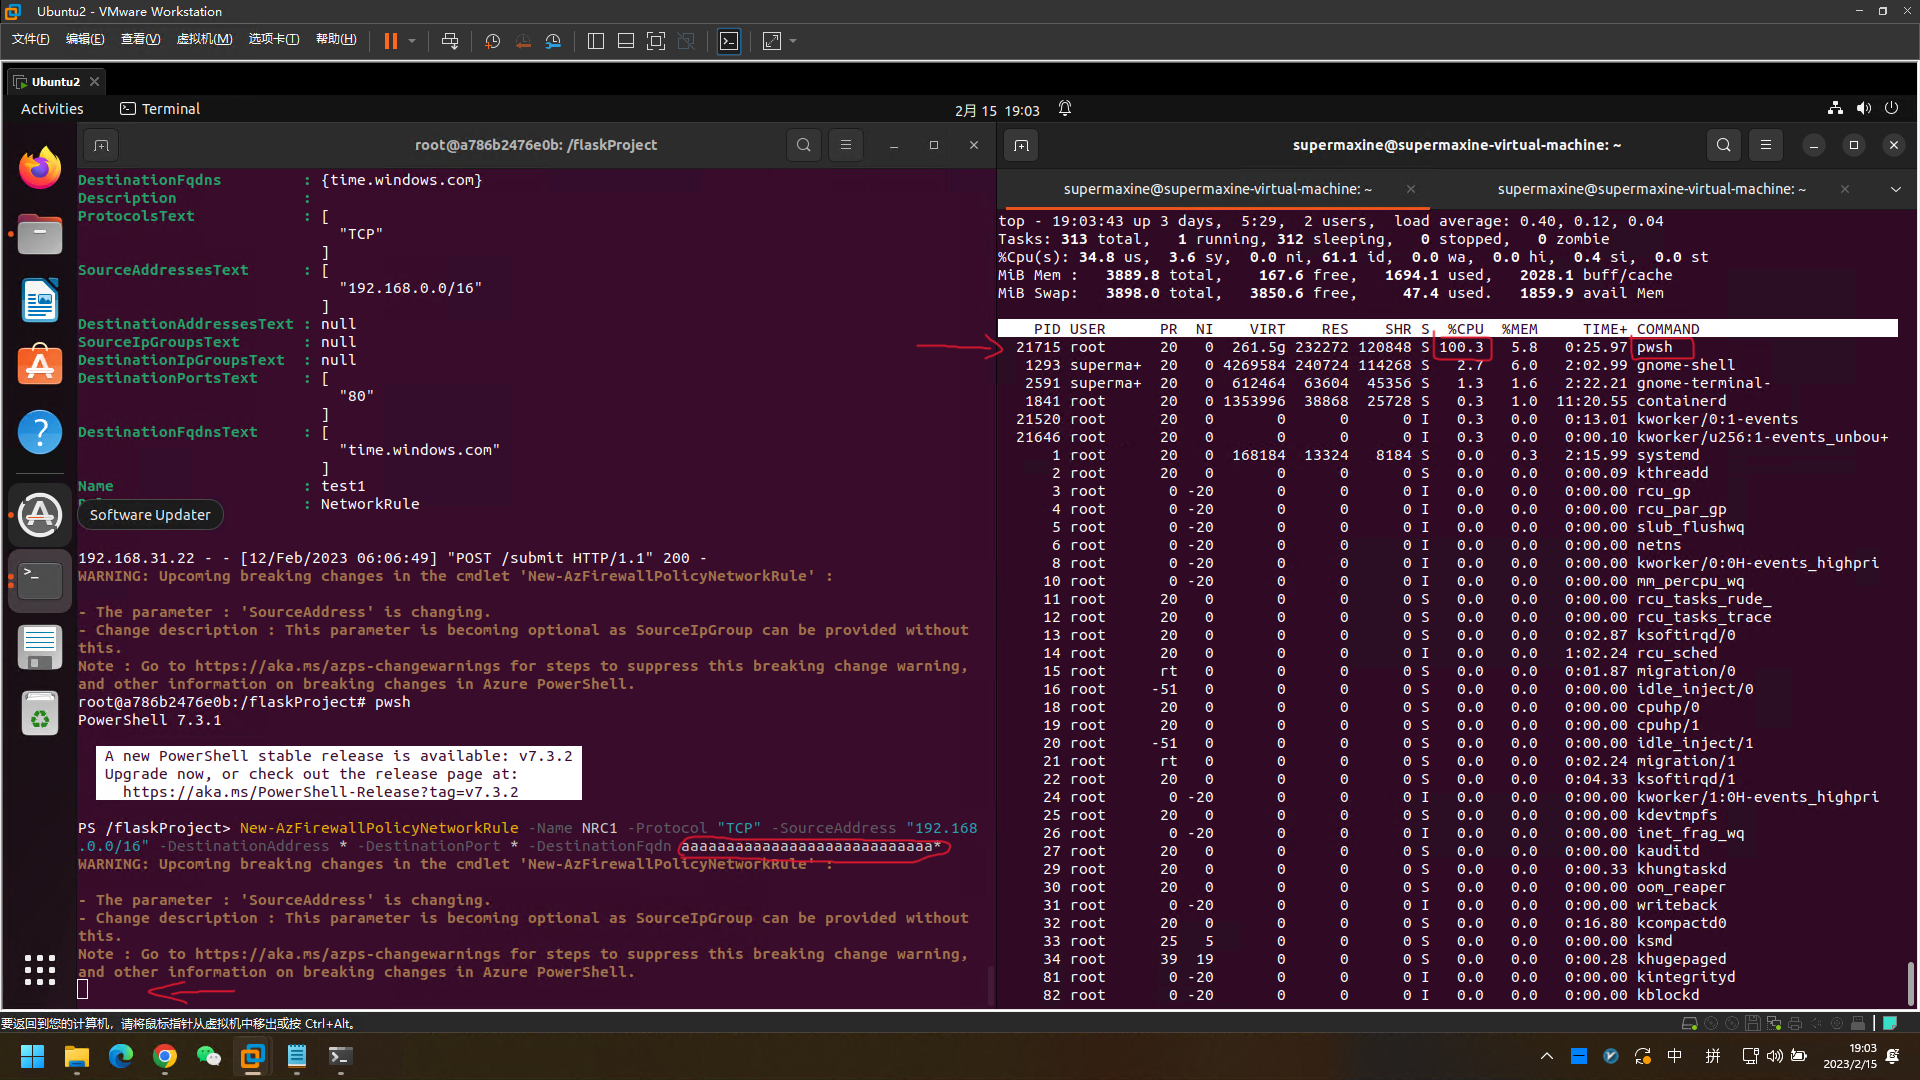 Ubuntu2 - VMware Workstation
文件(F) 编辑(E) 查看(V) 虚拟机(M) 选项卡(T) 帮助(H)
Ubuntu2
Activities Terminal 2月 15 19:03
root@a786b2476e0b: /flaskProject
DestinationFqdns : {time.windows.com}
Description :
ProtocolsText : [
"TCP"
]
SourceAddressesText : [
"192.168.0.0/16"
]
DestinationAddressesText : null
SourceIpGroupsText : null
DestinationIpGroupsText : null
DestinationPortsText : [
"80"
]
DestinationFqdnsText : [
"time.windows.com"
]
Name : test1
: NetworkRule
Software Updater
192.168.31.22 - - [12/Feb/2023 06:06:49] "POST /submit HTTP/1.1" 200 -
WARNING: Upcoming breaking changes in the cmdlet 'New-AzFirewallPolicyNetworkRule' :
- The parameter : 'SourceAddress' is changing.
- Change description : This parameter is becoming optional as SourceIpGroup can be provided without
this.
Note : Go to https://aka.ms/azps-changewarnings for steps to suppress this breaking change warning,
and other information on breaking changes in Azure PowerShell.
root@a786b2476e0b:/flaskProject# pwsh
PowerShell 7.3.1
A new PowerShell stable release is available: v7.3.2
Upgrade now, or check out the release page at:
https://aka.ms/PowerShell-Release?tag=v7.3.2
PS /flaskProject> New-AzFirewallPolicyNetworkRule -Name NRC1 -Protocol "TCP" -SourceAddress "192.168
.0.0/16" -DestinationAddress * -DestinationPort * -DestinationFqdn aaaaaaaaaaaaaaaaaaaaaaaaaaaa*
WARNING: Upcoming breaking changes in the cmdlet 'New-AzFirewallPolicyNetworkRule' :
- The parameter : 'SourceAddress' is changing.
- Change description : This parameter is becoming optional as SourceIpGroup can be provided without
this.
Note : Go to https://aka.ms/azps-changewarnings for steps to suppress this breaking change warning,
and other information on breaking changes in Azure PowerShell.
supermaxine@supermaxine-virtual-machine: ~
supermaxine@supermaxine-virtual-machine: ~ supermaxine@supermaxine-virtual-machine: ~
top - 19:03:43 up 3 days, 5:29, 2 users, load average: 0.40, 0.12, 0.04
Tasks: 313 total, 1 running, 312 sleeping, 0 stopped, 0 zombie
%Cpu(s): 34.8 us, 3.6 sy, 0.0 ni, 61.1 id, 0.0 wa, 0.0 hi, 0.4 si, 0.0 st
MiB Mem : 3889.8 total, 167.6 free, 1694.1 used, 2028.1 buff/cache
MiB Swap: 3898.0 total, 3850.6 free, 47.4 used. 1859.9 avail Mem
PID USER PR NI VIRT RES SHR S %CPU %MEM TIME+ COMMAND
21715 root 20 0 261.5g 232272 120848 S 100.3 5.8 0:25.97 pwsh
1293 superma+ 20 0 4269584 240724 114268 S 2.7 6.0 2:02.99 gnome-shell
2591 superma+ 20 0 612464 63604 45356 S 1.3 1.6 2:22.21 gnome-terminal-
1841 root 20 0 1353996 38868 25728 S 0.3 1.0 11:20.55 containerd
21520 root 20 0 0 0 0 I 0.3 0.0 0:13.01 kworker/0:1-events
21646 root 20 0 0 0 0 I 0.3 0.0 0:00.10 kworker/u256:1-events_unbou+
1 root 20 0 168184 13324 8184 S 0.0 0.3 2:15.99 systemd
2 root 20 0 0 0 0 S 0.0 0.0 0:00.09 kthreadd
3 root 0 -20 0 0 0 I 0.0 0.0 0:00.00 rcu_gp
4 root 0 -20 0 0 0 I 0.0 0.0 0:00.00 rcu_par_gp
5 root 0 -20 0 0 0 I 0.0 0.0 0:00.00 slub_flushwq
6 root 0 -20 0 0 0 I 0.0 0.0 0:00.00 netns
8 root 0 -20 0 0 0 I 0.0 0.0 0:00.00 kworker/0:0H-events_highpri
10 root 0 -20 0 0 0 I 0.0 0.0 0:00.00 mm_percpu_wq
11 root 20 0 0 0 0 S 0.0 0.0 0:00.00 rcu_tasks_rude_
12 root 20 0 0 0 0 S 0.0 0.0 0:00.00 rcu_tasks_trace
13 root 20 0 0 0 0 S 0.0 0.0 0:02.87 ksoftirqd/0
14 root 20 0 0 0 0 I 0.0 0.0 1:02.24 rcu_sched
15 root rt 0 0 0 0 S 0.0 0.0 0:01.87 migration/0
16 root -51 0 0 0 0 S 0.0 0.0 0:00.00 idle_inject/0
18 root 20 0 0 0 0 S 0.0 0.0 0:00.00 cpuhp/0
19 root 20 0 0 0 0 S 0.0 0.0 0:00.00 cpuhp/1
20 root -51 0 0 0 0 S 0.0 0.0 0:00.00 idle_inject/1
21 root rt 0 0 0 0 S 0.0 0.0 0:02.24 migration/1
22 root 20 0 0 0 0 S 0.0 0.0 0:04.33 ksoftirqd/1
24 root 0 -20 0 0 0 I 0.0 0.0 0:00.00 kworker/1:0H-events_highpri
25 root 20 0 0 0 0 S 0.0 0.0 0:00.00 kdevtmpfs
26 root 0 -20 0 0 0 I 0.0 0.0 0:00.00 inet_frag_wq
27 root 20 0 0 0 0 S 0.0 0.0 0:00.00 kauditd
29 root 20 0 0 0 0 S 0.0 0.0 0:00.33 khungtaskd
30 root 20 0 0 0 0 S 0.0 0.0 0:00.00 oom_reaper
31 root 0 -20 0 0 0 I 0.0 0.0 0:00.00 writeback
32 root 20 0 0 0 0 S 0.0 0.0 0:16.80 kcompactd0
33 root 25 5 0 0 0 S 0.0 0.0 0:00.00 ksmd
34 root 39 19 0 0 0 S 0.0 0.0 0:00.28 khugepaged
81 root 0 -20 0 0 0 I 0.0 0.0 0:00.00 kintegrityd
82 root 0 -20 0 0 0 I 0.0 0.0 0:00.00 kblockd
要返回到您的计算机，请将鼠标指针从虚拟机中移出或按 Ctrl+Alt。
中 拼 19:03
2023/2/15